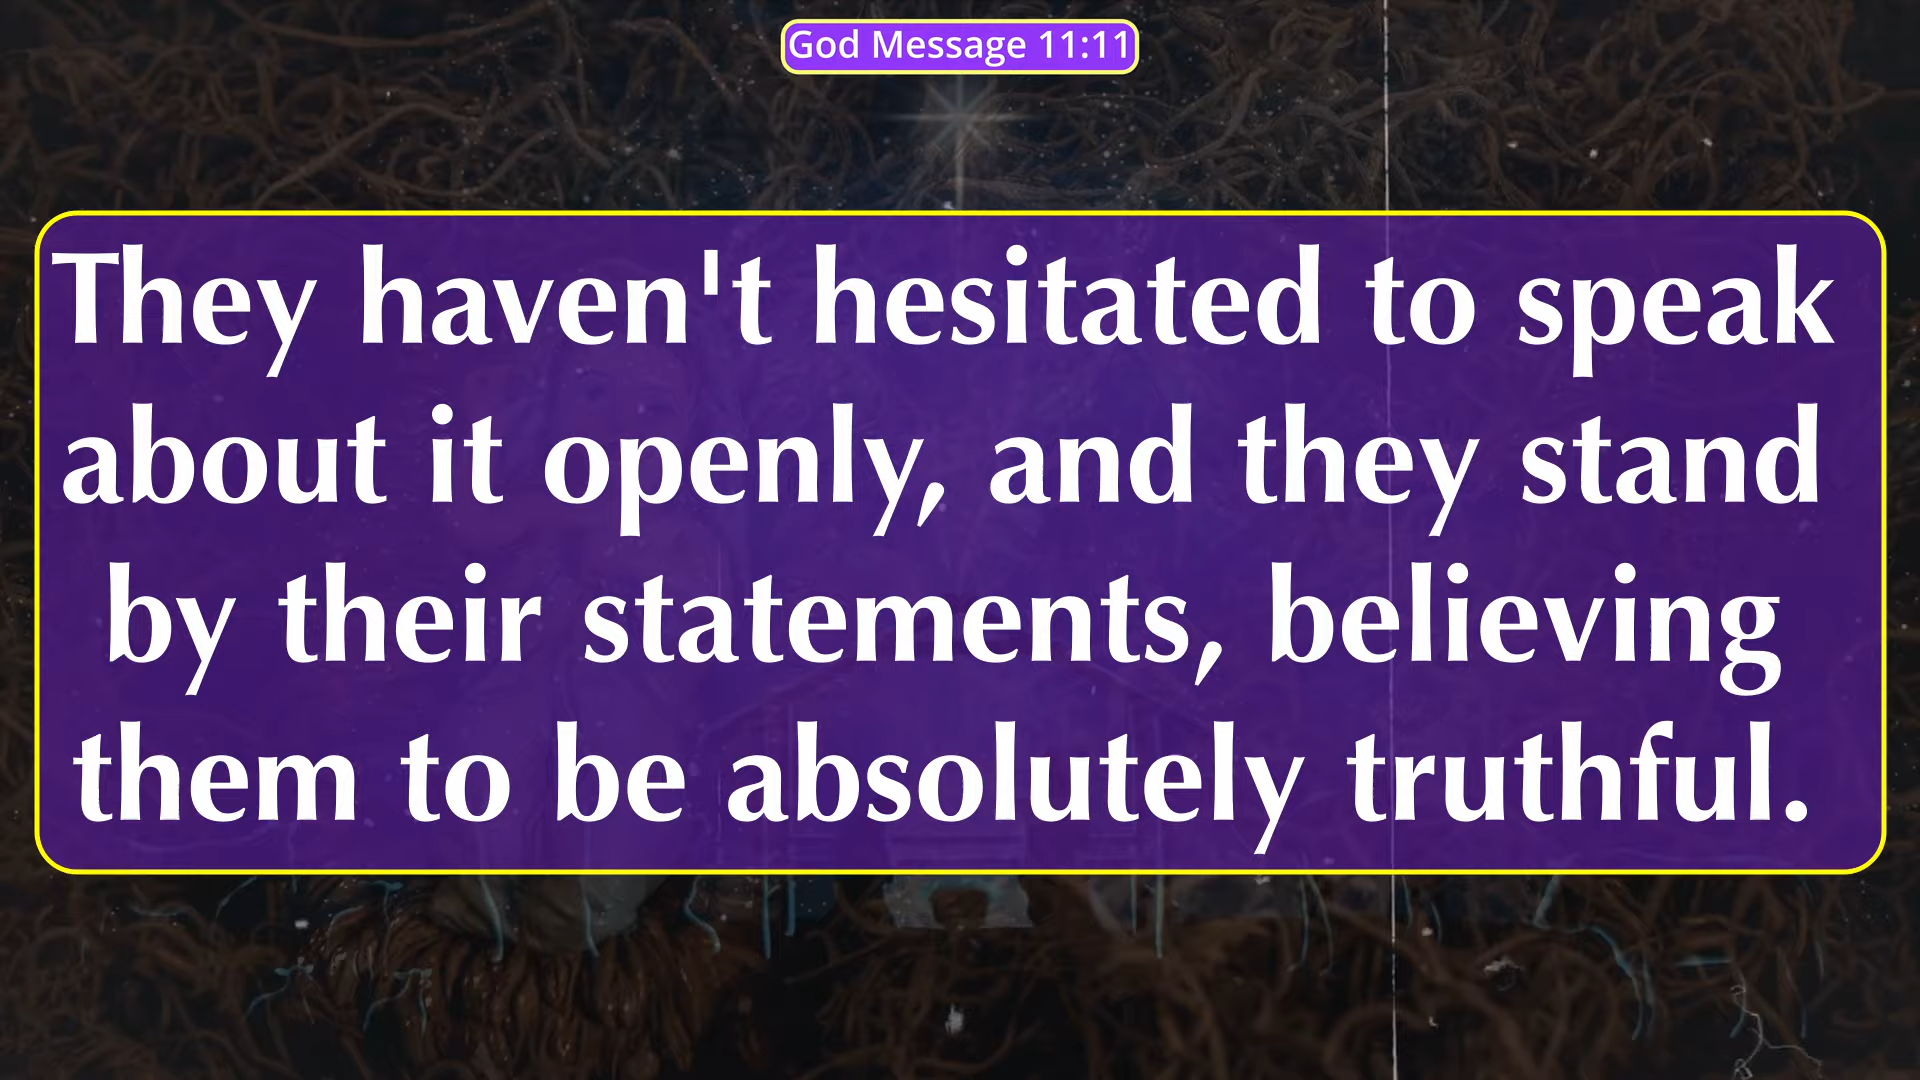 God Message 11:11
They haven't hesitated to speak
about it openly, and they stand
by their statements, believing
them to be absolutely truthful.